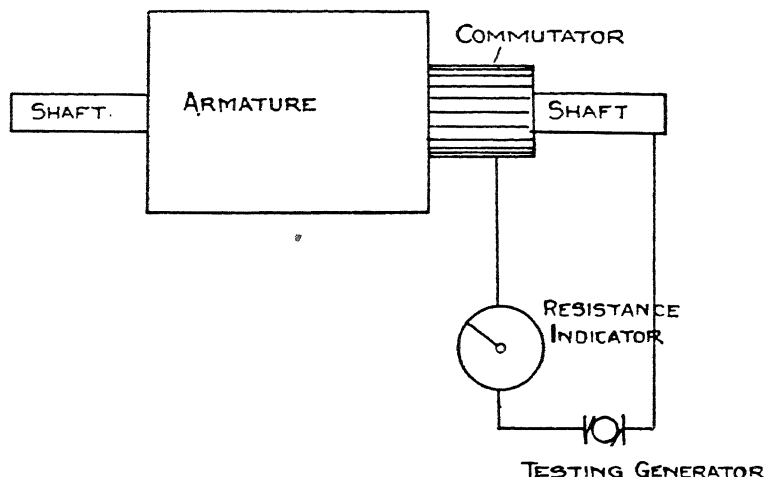 COMMUTATOR
SHAFT.
ARMATURE
SHAFT
RESISTANCE
INDICATOR
TESTING GENERATOR